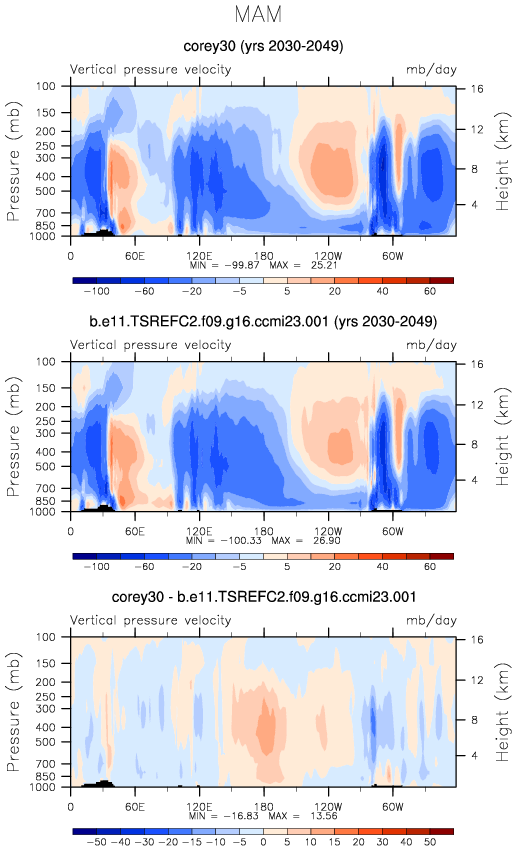 MAM
corey30 (yrs 2030-2049)
Vertical pressure velocity mb/day
Pressure (mb)
100
150
200
250
300
400
500
700
850
1000
16
12
8
4
Height (km)
0 60E 120E 180 120W 60W
MIN = -99.87 MAX = 25.21
-100 -60 -20 -5 5 20 40 60
b.e11.TSREFC2.f09.g16.ccmi23.001 (yrs 2030-2049)
Vertical pressure velocity mb/day
Pressure (mb)
100
150
200
250
300
400
500
700
850
1000
16
12
8
4
Height (km)
0 60E 120E 180 120W 60W
MIN = -100.33 MAX = 26.90
-100 -60 -20 -5 5 20 40 60
corey30 - b.e11.TSREFC2.f09.g16.ccmi23.001
Vertical pressure velocity mb/day
Pressure (mb)
100
150
200
250
300
400
500
700
850
1000
16
12
8
4
Height (km)
0 60E 120E 180 120W 60W
MIN = -16.83 MAX = 13.56
-50 -40 -30 -20 -15 -10 -5 0 5 10 15 20 30 40 50